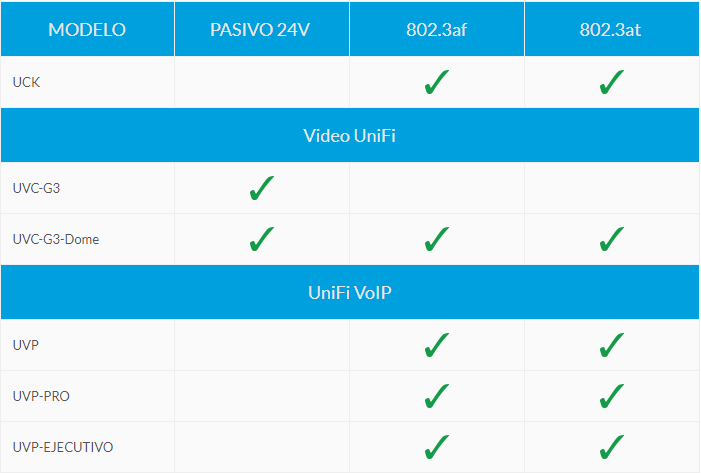 MODELO PASIVO 24V 802.3af 802.3at
UCK ✓ ✓
Video UniFi
UVC-G3 ✓
UVC-G3-Dome ✓ ✓ ✓
UniFi VoIP
UVP ✓ ✓
UVP-PRO ✓ ✓
UVP-EJECUTIVO ✓ ✓